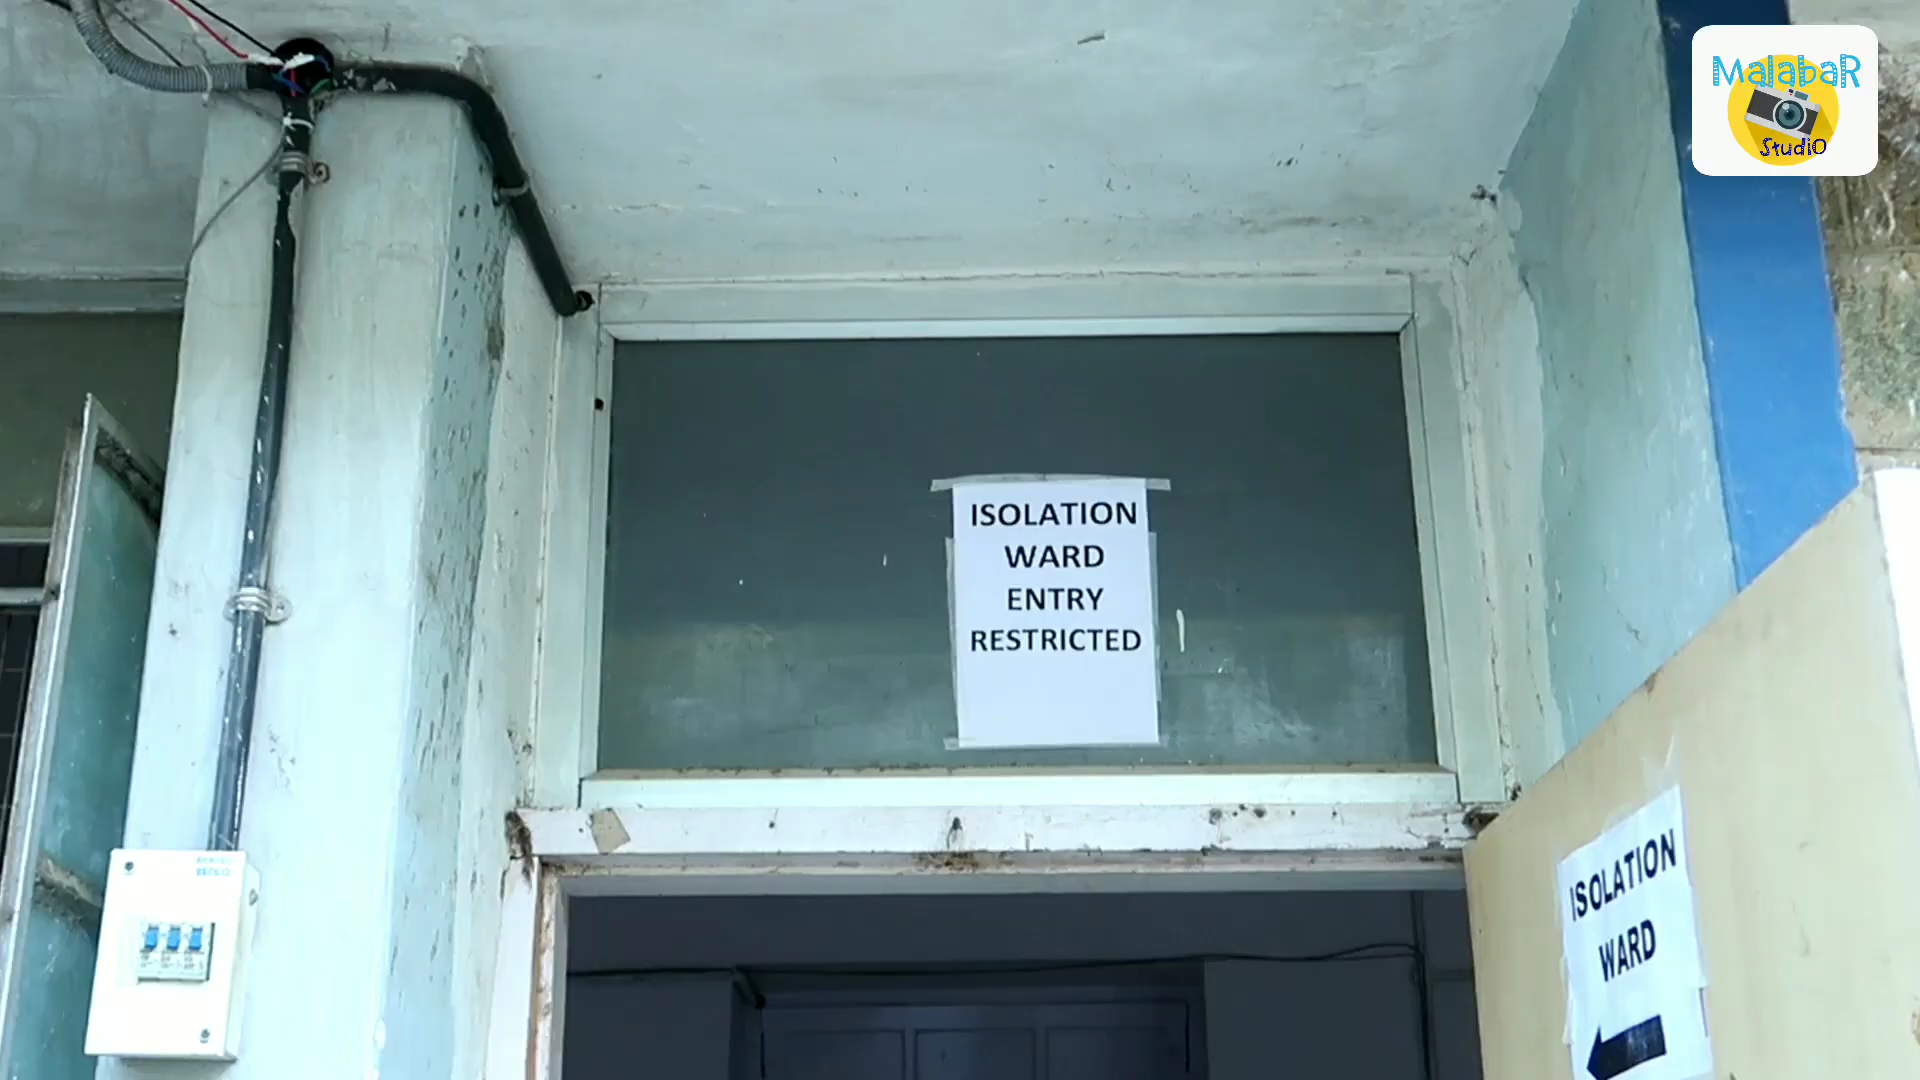 MalabaR
StudiO
ISOLATION
WARD
ENTRY
RESTRICTED
ISOLATION
WARD